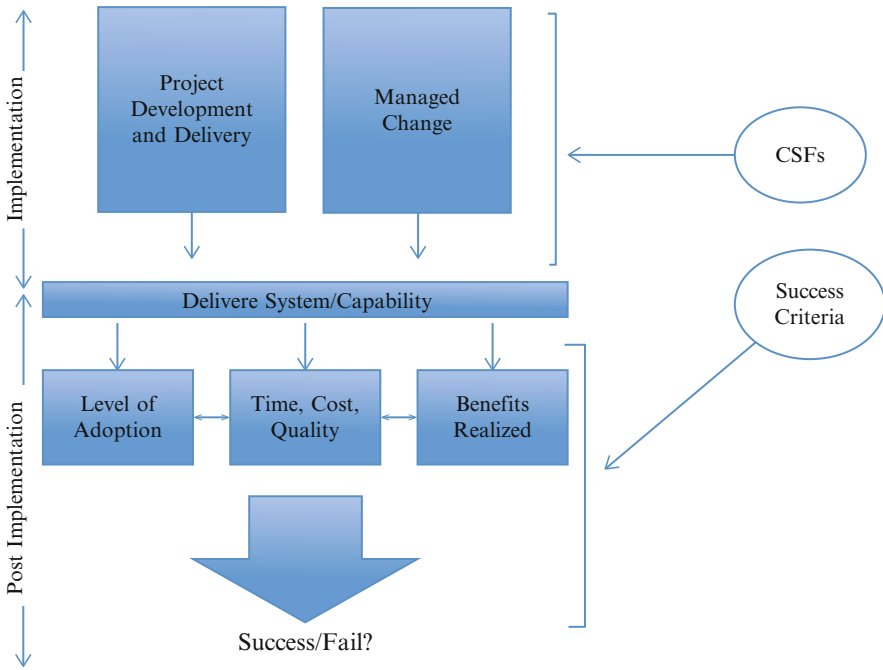 Implementation
Project
Development
and Delivery
Managed
Change
CSFs
Delivere System/Capability
Success
Criteria
Post Implementation
Level of
Adoption
Time, Cost,
Quality
Benefits
Realized
Success/Fail?